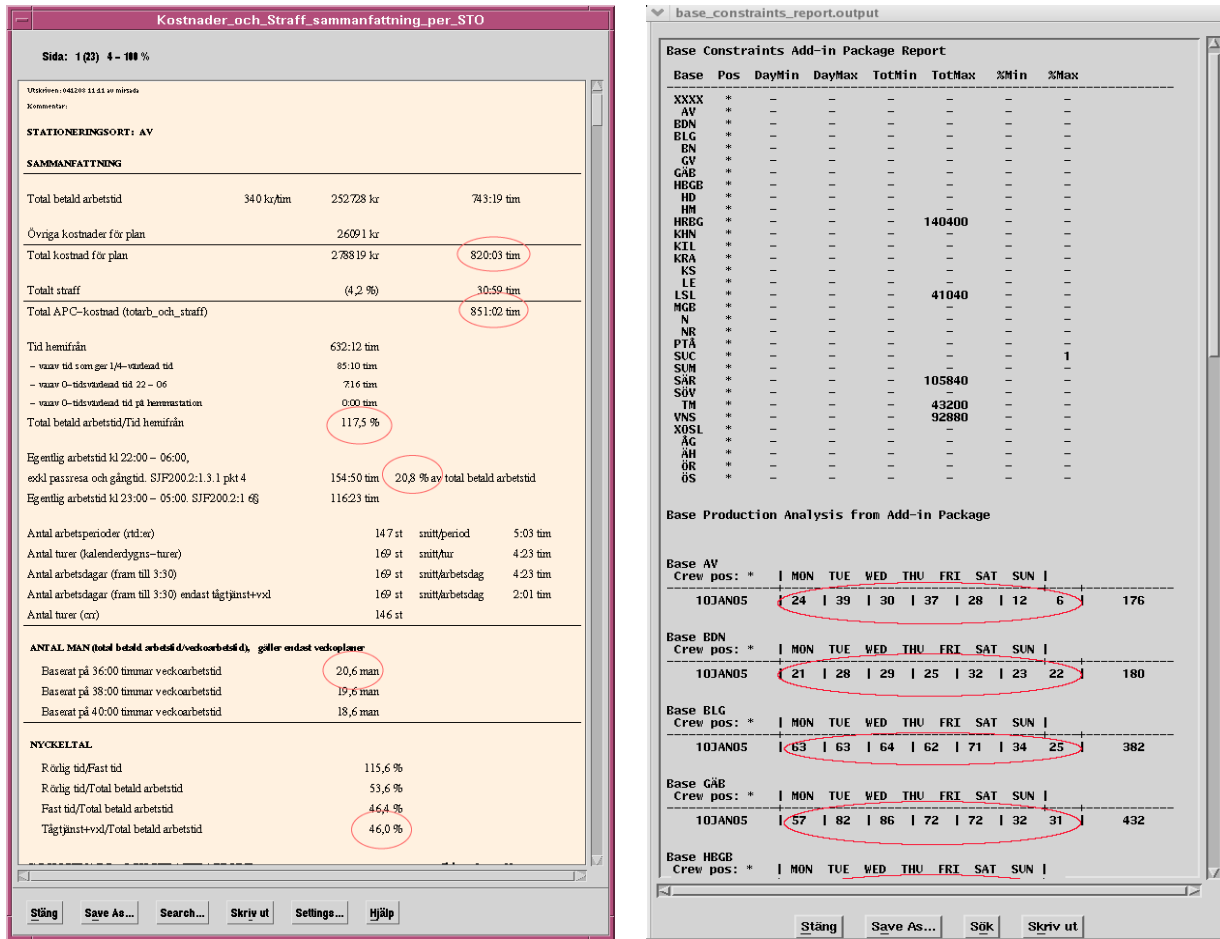 Kostnader_och_Straff_sammanfattning_per_STO
Sida: 1 (23) 4 – 100 %
Utskriven: 041208 11:11 av mirsada
Kommentar:
STATIONERINGSORT: AV
SAMMANFATTNING
Total betald arbetstid 340 kr/tim 252728 kr 743:19 tim
Övriga kostnader för plan 26091 kr
Total kostnad för plan 278819 kr 820:03 tim
Totalt straff (4,2 %) 30:59 tim
Total APC–kostnad (totarb_och_straff) 851:02 tim
Tid hemifrån 632:12 tim
– varav tid som ger 1/4–värderad tid 85:10 tim
– varav 0–tidsvärderad tid 22 – 06 7:16 tim
– varav 0–tidsvärderad tid på hemmastation 0:00 tim
Total betald arbetstid/Tid hemifrån 117,5 %
Egentlig arbetstid kl 22:00 – 06:00,
exkl passresa och gångtid. SJF200.2:1.3.1 pkt 4 154:50 tim 20,8 % av total betald arbetstid
Egentlig arbetstid kl 23:00 – 05:00. SJF200.2:1 6§ 116:23 tim
Antal arbetsperioder (rtd:er) 147 st snitt/period 5:03 tim
Antal turer (kalenderdygns–turer) 169 st snitt/tur 4:23 tim
Antal arbetsdagar (fram till 3:30) 169 st snitt/arbetsdag 4:23 tim
Antal arbetsdagar (fram till 3:30) endast tågtjänst+vxl 169 st snitt/arbetsdag 2:01 tim
Antal turer (crr) 146 st
ANTAL MAN (total betald arbetstid/veckoarbetstid), gäller endast veckoplaner
Baserat på 36:00 timmar veckoarbetstid 20,6 man
Baserat på 38:00 timmar veckoarbetstid 19,6 man
Baserat på 40:00 timmar veckoarbetstid 18,6 man
NYCKELTAL
Rörlig tid/Fast tid 115,6 %
Rörlig tid/Total betald arbetstid 53,6 %
Fast tid/Total betald arbetstid 46,4 %
Tågtjänst+vxl/Total betald arbetstid 46,0 %
Stäng Save As... Search... Skriv ut Settings... Hjälp
base_constraints_report.output
Base Constraints Add-in Package Report
Base Pos DayMin DayMax TotMin TotMax %Min %Max
XXXX * – – – – – –
AV * – – – – – –
BDN * – – – – – –
BLG * – – – – – –
BN * – – – – – –
GV * – – – – – –
GÄB * – – – – – –
HBGB * – – – – – –
HD * – – – – – –
HM * – – – – – –
HRBG * – – – 140400 – –
KHN * – – – – – –
KIL * – – – – – –
KRA * – – – – – –
KS * – – – – – –
LE * – – – – – –
LSL * – – – 41040 – –
MGB * – – – – – –
N * – – – – – –
NR * – – – – – –
PTÅ * – – – – – –
SUC * – – – – – 1
SUM * – – – – – –
SÄR * – – – 105840 – –
SÖV * – – – – – –
TM * – – – 43200 – –
VNS * – – – 92880 – –
XOSL * – – – – – –
ÅG * – – – – – –
ÄH * – – – – – –
ÖR * – – – – – –
ÖS * – – – – – –
Base Production Analysis from Add-in Package
Base AV
Crew pos: * | MON TUE WED THU FRI SAT SUN |
10JAN05 | 24 | 39 | 30 | 37 | 28 | 12 6 | 176
Base BDN
Crew pos: * | MON TUE WED THU FRI SAT SUN |
10JAN05 | 21 | 28 | 29 | 25 | 32 | 23 22 | 180
Base BLG
Crew pos: * | MON TUE WED THU FRI SAT SUN |
10JAN05 | 63 | 63 | 64 | 62 | 71 | 34 25 | 382
Base GÄB
Crew pos: * | MON TUE WED THU FRI SAT SUN |
10JAN05 | 57 | 82 | 86 | 72 | 72 | 32 31 | 432
Base HBGB
Crew pos: * | MON TUE WED THU FRI SAT SUN |
Stäng Save As... Sök Skriv ut